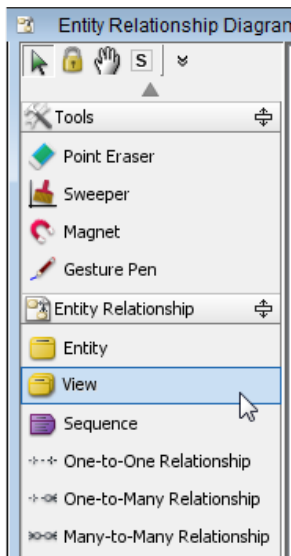 Entity Relationship Diagram
S
Tools
Point Eraser
Sweeper
Magnet
Gesture Pen
Entity Relationship
Entity
View
Sequence
One-to-One Relationship
One-to-Many Relationship
Many-to-Many Relationship